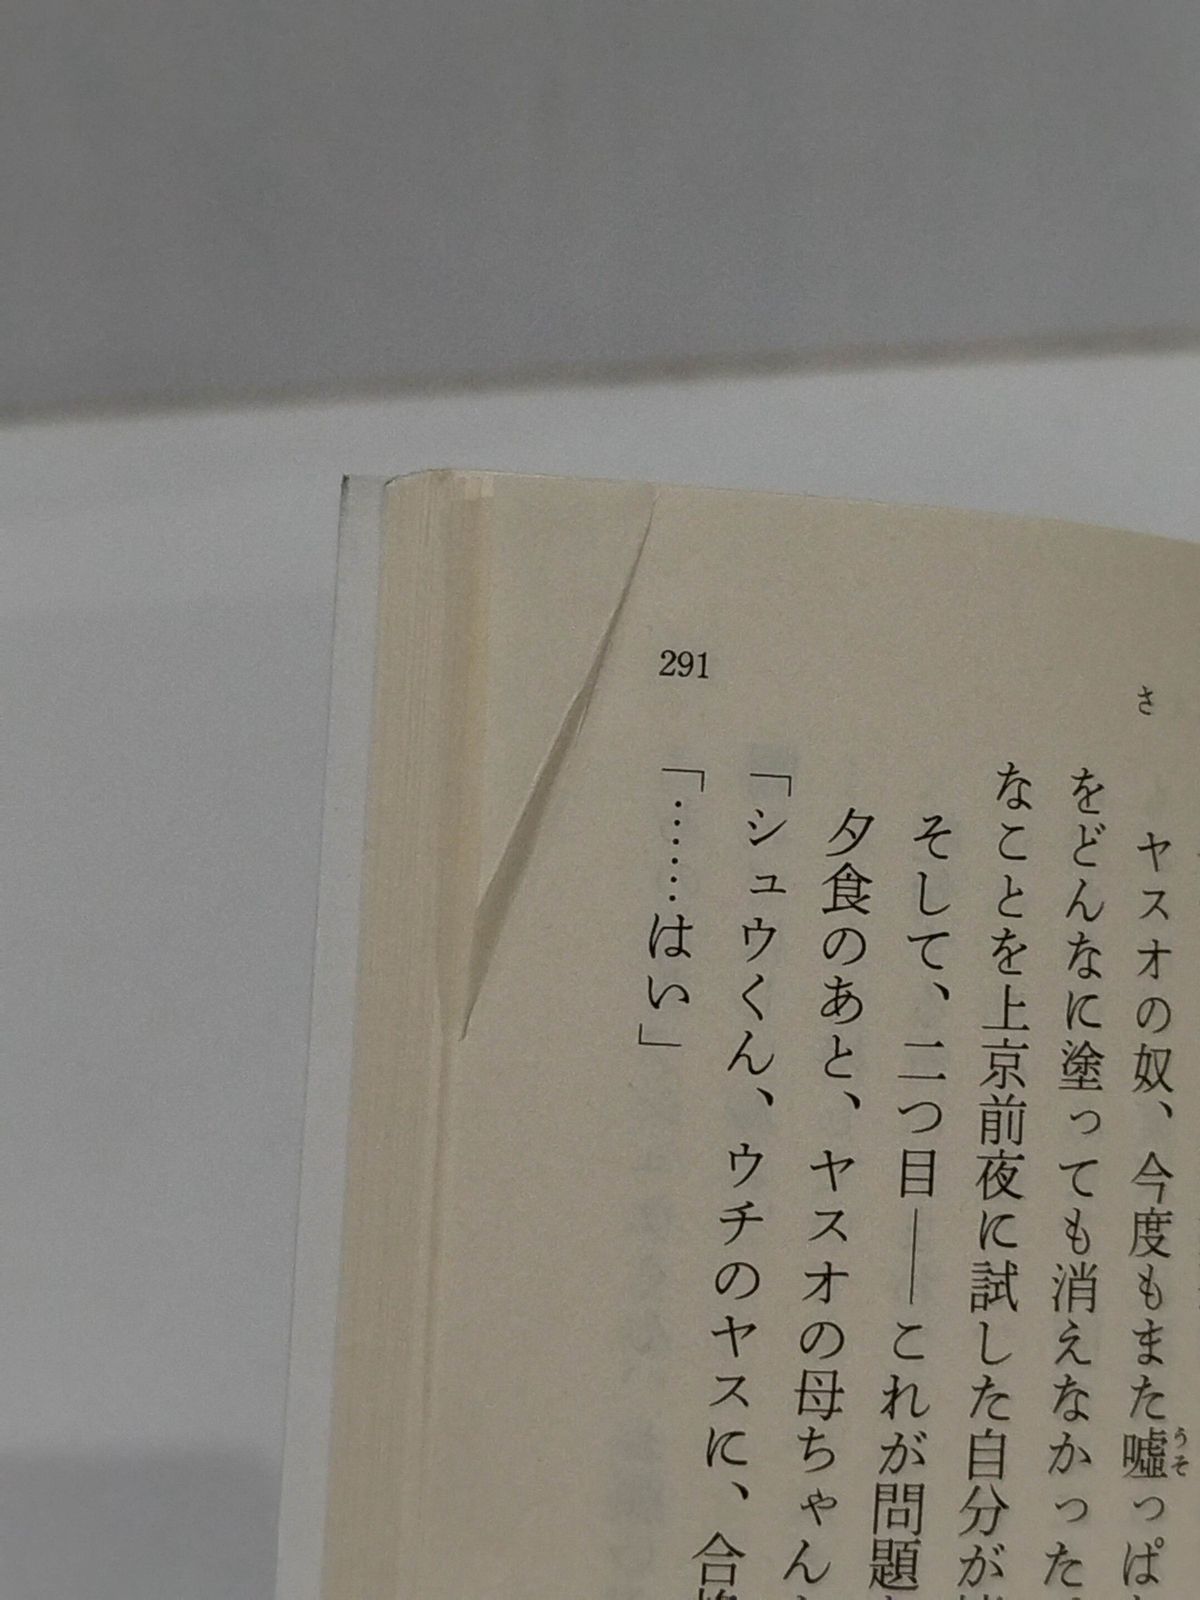 291
さ
ヤスオの奴、今度もまた嘘っぱ
うそ
をどんなに塗っても消えなかった
なことを上京前夜に試した自分が
そして、二つ目――これが問題
夕食のあと、ヤスオの母ちゃん
「シュウくん、ウチのヤスに、合
「……はい」